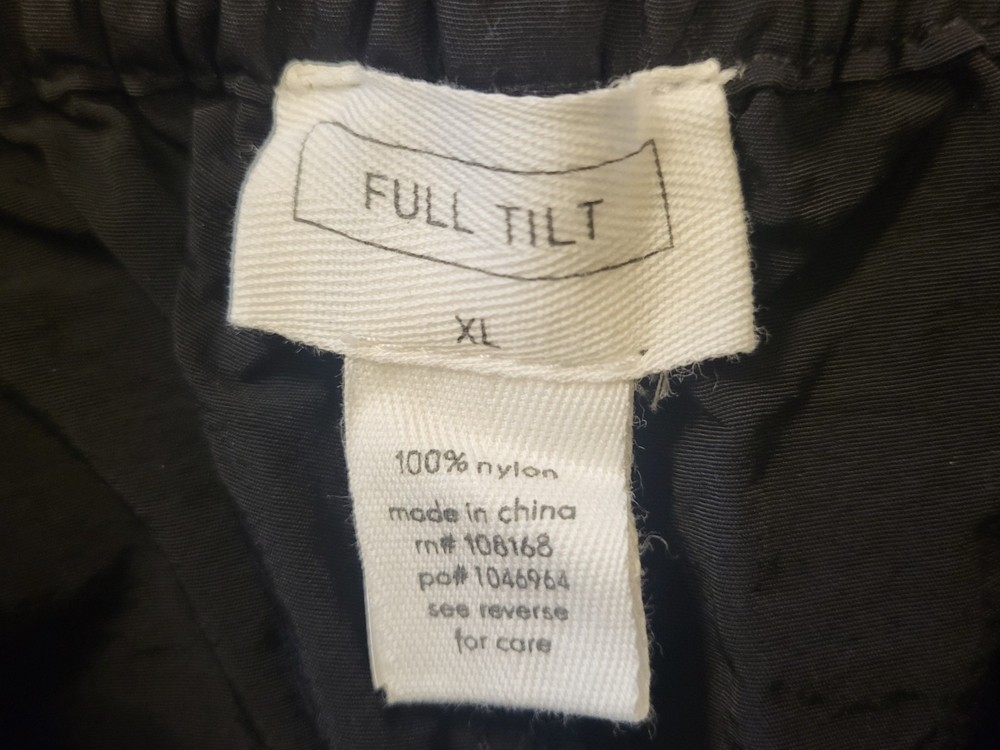 FULL TILT
XL
100% nylon
made in china
rn# 108168
po# 1046964
see reverse
for care